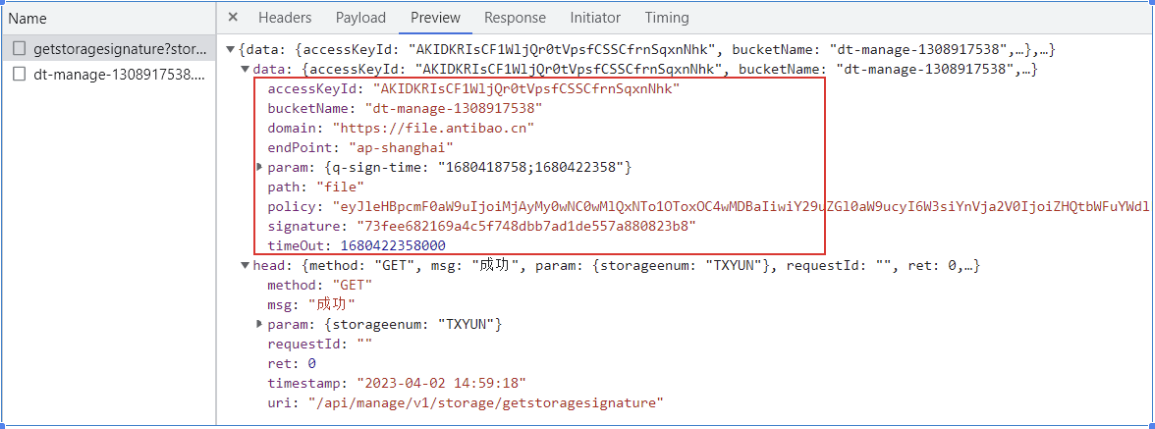 Name
× Headers Payload Preview Response Initiator Timing
getstoragesignature?stor...
dt-manage-1308917538....
▼{data: {accessKeyId: "AKIDKRIsCF1WljQr0tVpsfCSSCfrnSqxnNhk", bucketName: "dt-manage-1308917538",…},…}
▼data: {accessKeyId: "AKIDKRIsCF1WljQr0tVpsfCSSCfrnSqxnNhk", bucketName: "dt-manage-1308917538",…}
accessKeyId: "AKIDKRIsCF1WljQr0tVpsfCSSCfrnSqxnNhk"
bucketName: "dt-manage-1308917538"
domain: "https://file.antibao.cn"
endPoint: "ap-shanghai"
▶param: {q-sign-time: "1680418758;1680422358"}
path: "file"
policy: "eyJleHBpcmF0aW9uIjoiMjAyMy0wNC0wMlQxNTo1OToxOC4wMDBaIiwiY29uZGl0aW9ucyI6W3siYnVja2V0IjoiZHQtbWFuYWdl
signature: "73fee682169a4c5f748dbb7ad1de557a880823b8"
timeOut: 1680422358000
▼head: {method: "GET", msg: "成功", param: {storageenum: "TXYUN"}, requestId: "", ret: 0,…}
method: "GET"
msg: "成功"
▶param: {storageenum: "TXYUN"}
requestId: ""
ret: 0
timestamp: "2023-04-02 14:59:18"
uri: "/api/manage/v1/storage/getstoragesignature"